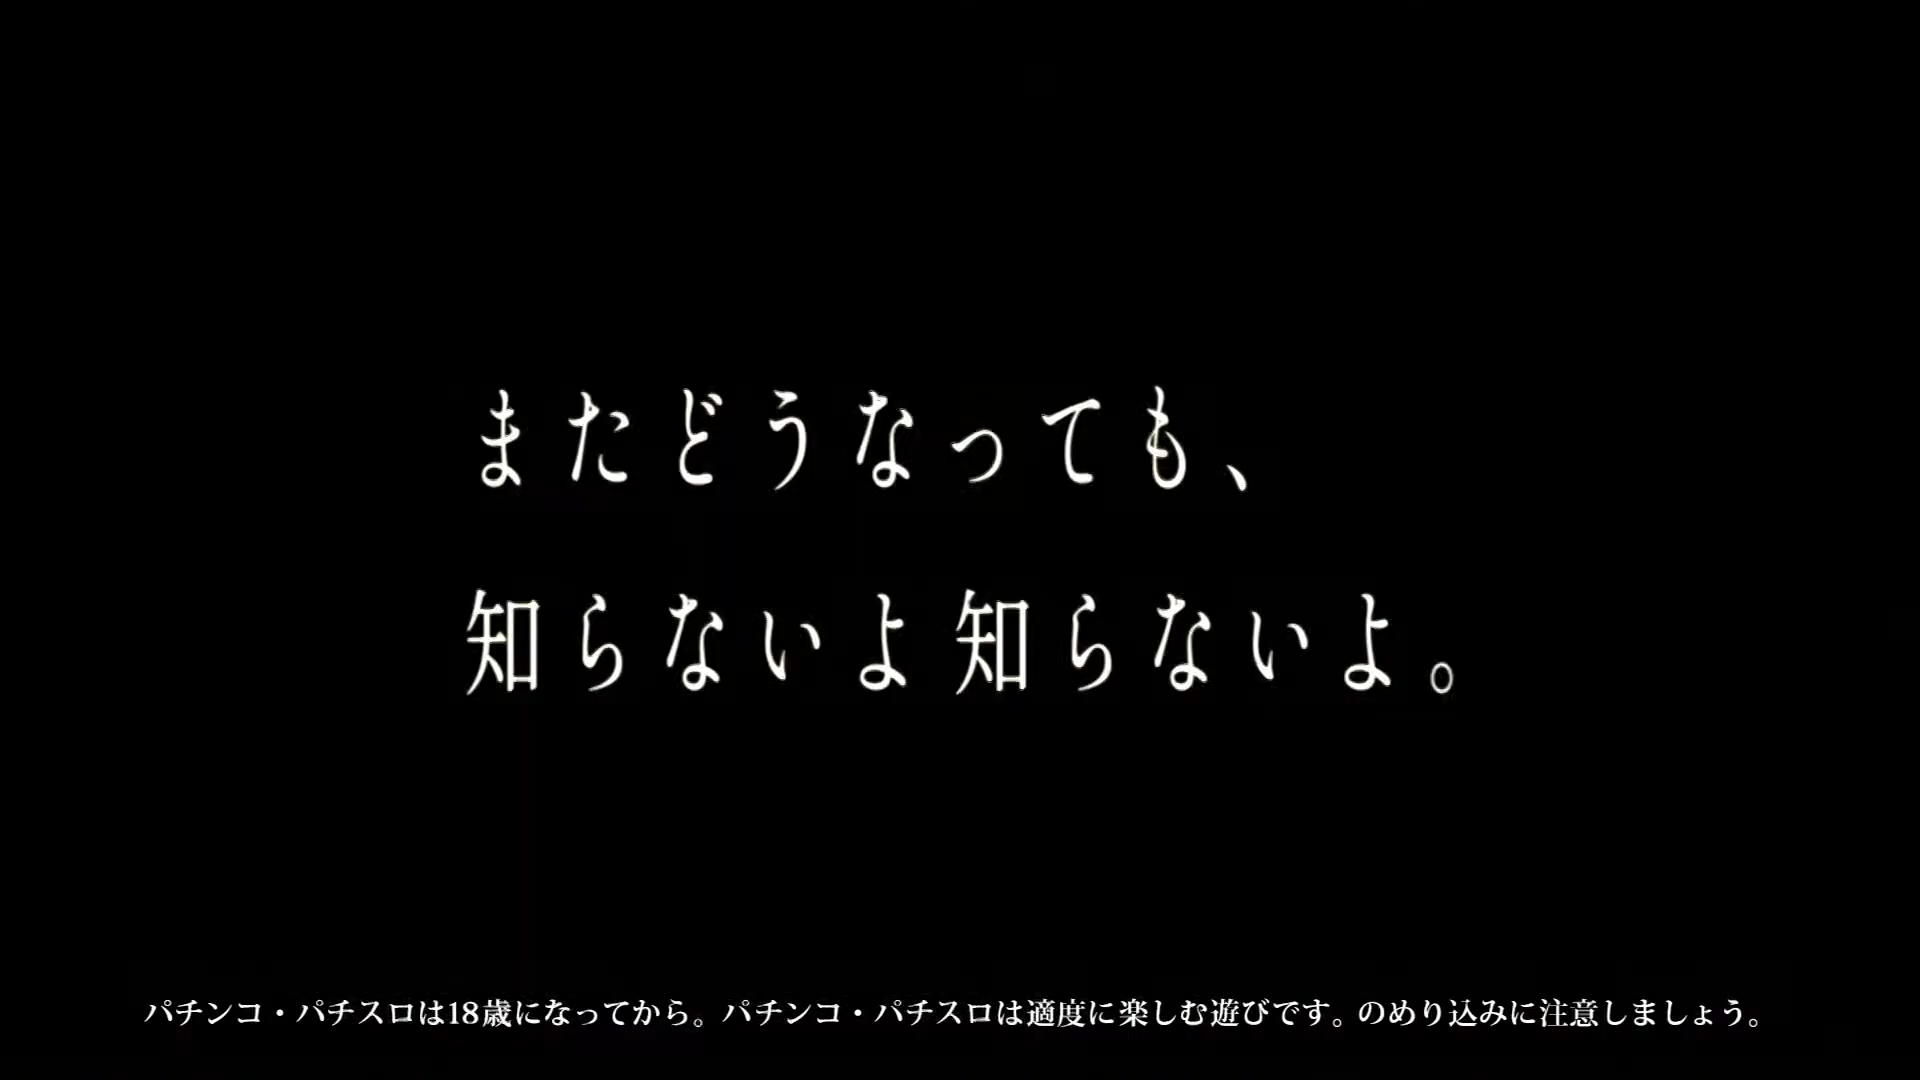 またどうなっても、
知らないよ知らないよ。
パチンコ・パチスロは18歳になってから。パチンコ・パチスロは適度に楽しむ遊びです。のめり込みに注意しましょう。